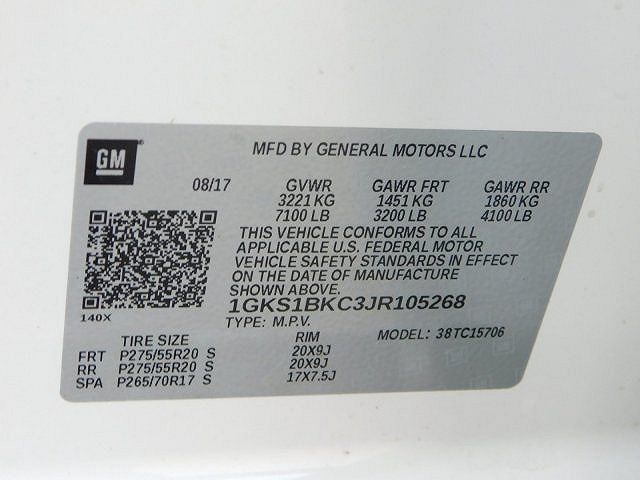 GM
MFD BY GENERAL MOTORS LLC
08/17 GVWR GAWR FRT GAWR RR
3221 KG 1451 KG 1860 KG
7100 LB 3200 LB 4100 LB
THIS VEHICLE CONFORMS TO ALL
APPLICABLE U.S. FEDERAL MOTOR
VEHICLE SAFETY STANDARDS IN EFFECT
ON THE DATE OF MANUFACTURE
SHOWN ABOVE.
1GKS1BKC3JR105268
140X
TYPE: M.P.V. MODEL: 38TC15706
TIRE SIZE RIM
FRT P275/55R20 S 20X9J
RR P275/55R20 S 20X9J
SPA P265/70R17 S 17X7.5J